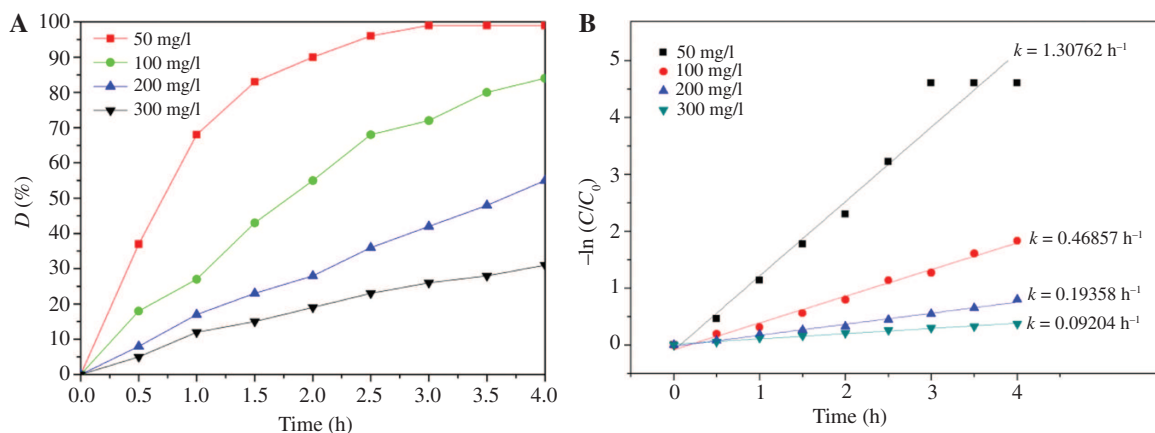 A
100
90
80
70
60
50
40
30
20
10
0
D (%)
50 mg/l
100 mg/l
200 mg/l
300 mg/l
0.0 0.5 1.0 1.5 2.0 2.5 3.0 3.5 4.0
Time (h)
B
5
4
3
2
1
0
–ln (C/C₀)
50 mg/l
100 mg/l
200 mg/l
300 mg/l
k = 1.30762 h⁻¹
k = 0.46857 h⁻¹
k = 0.19358 h⁻¹
k = 0.09204 h⁻¹
0 1 2 3 4
Time (h)